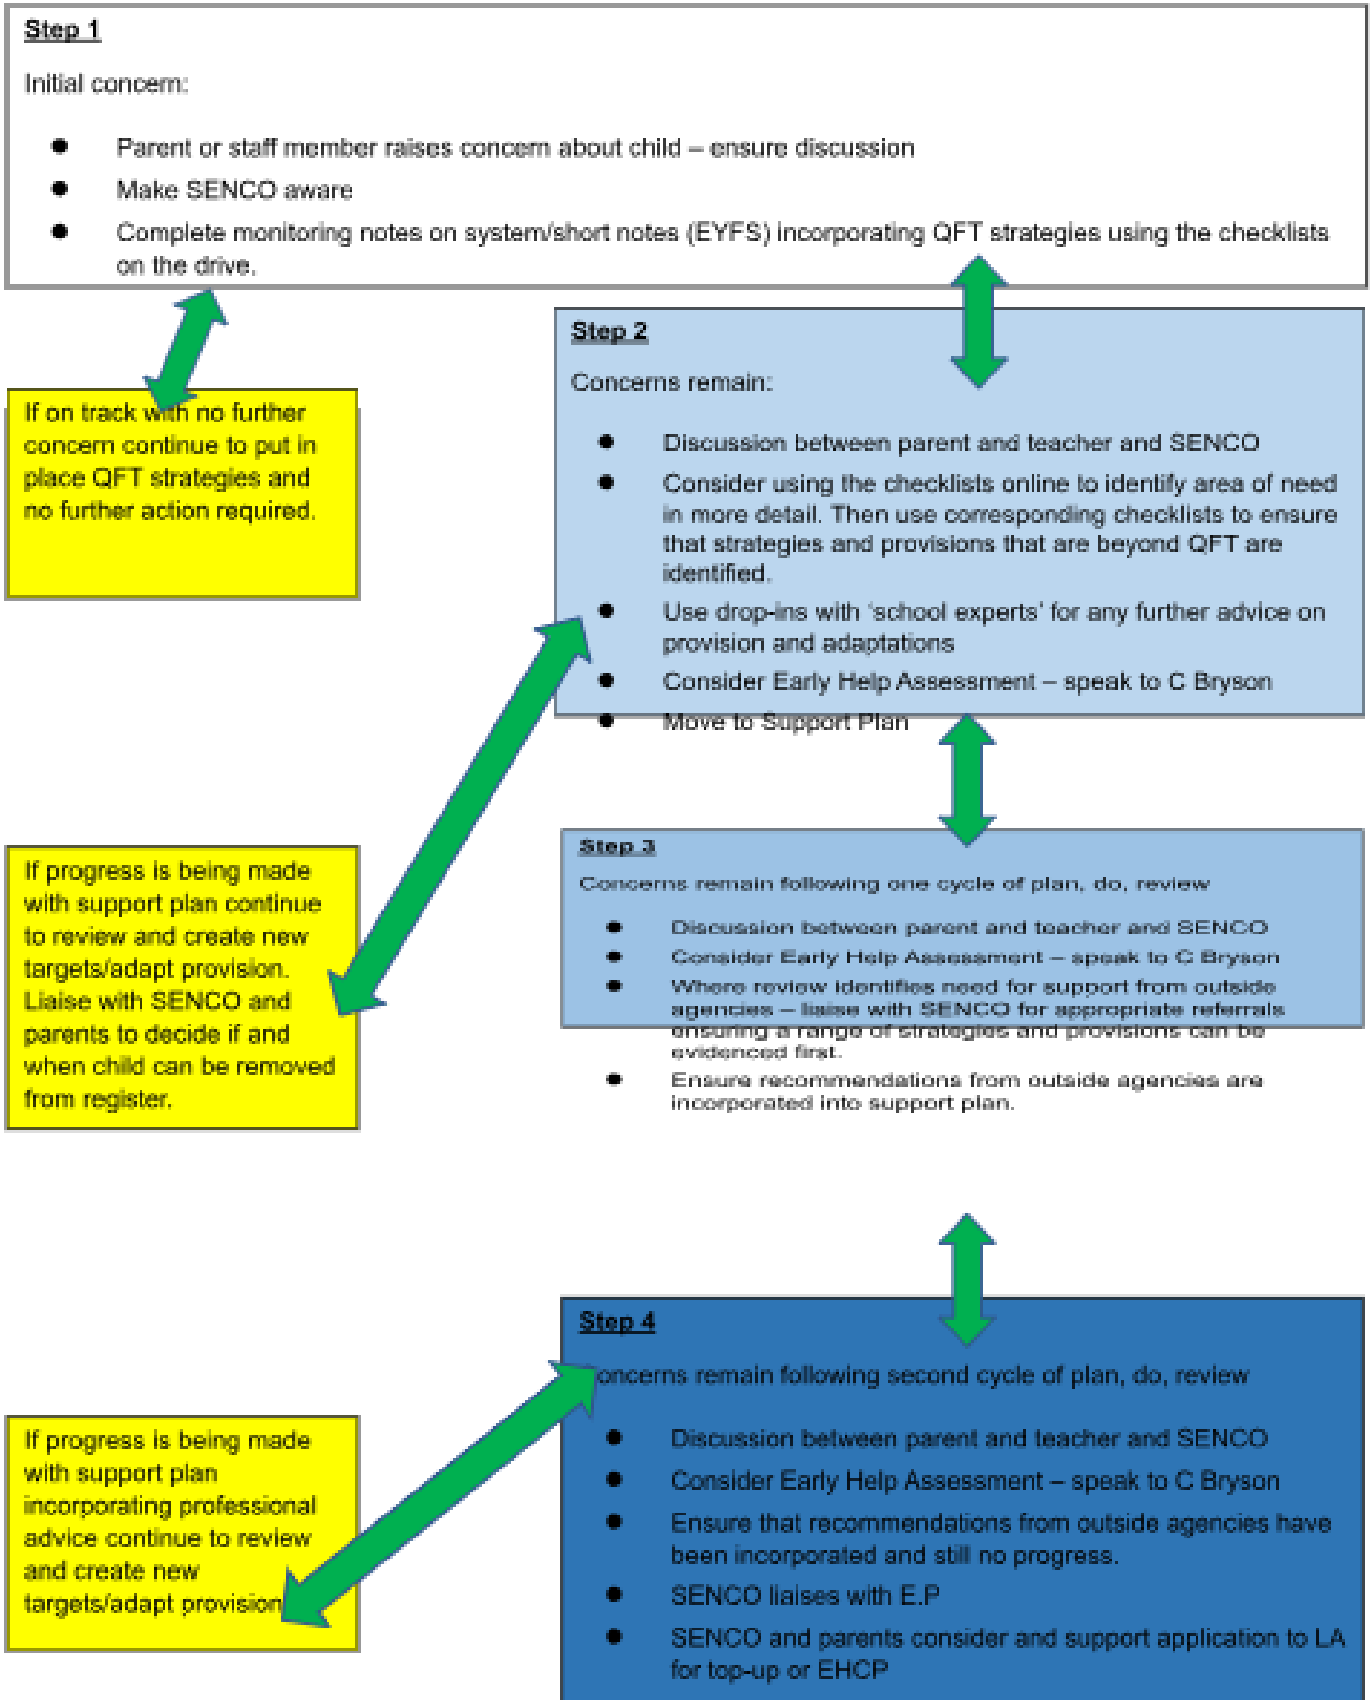 Step 1
Initial concern:
● Parent or staff member raises concern about child – ensure discussion
● Make SENCO aware
● Complete monitoring notes on system/short notes (EYFS) incorporating QFT strategies using the checklists
on the drive.
If on track with no further
concern continue to put in
place QFT strategies and
no further action required.
Step 2
Concerns remain:
● Discussion between parent and teacher and SENCO
● Consider using the checklists online to identify area of need
in more detail. Then use corresponding checklists to ensure
that strategies and provisions that are beyond QFT are
identified.
● Use drop-ins with ‘school experts’ for any further advice on
provision and adaptations
● Consider Early Help Assessment – speak to C Bryson
● Move to Support Plan
If progress is being made
with support plan continue
to review and create new
targets/adapt provision.
Liaise with SENCO and
parents to decide if and
when child can be removed
from register.
Step 3
Concerns remain following one cycle of plan, do, review
● Discussion between parent and teacher and SENCO
● Consider Early Help Assessment – speak to C Bryson
● Where review identifies need for support from outside
agencies – liaise with SENCO for appropriate referrals
ensuring a range of strategies and provisions can be
evidenced first.
● Ensure recommendations from outside agencies are
incorporated into support plan.
If progress is being made
with support plan
incorporating professional
advice continue to review
and create new
targets/adapt provision
Step 4
oncerns remain following second cycle of plan, do, review
● Discussion between parent and teacher and SENCO
● Consider Early Help Assessment – speak to C Bryson
● Ensure that recommendations from outside agencies have
been incorporated and still no progress.
● SENCO liaises with E.P
● SENCO and parents consider and support application to LA
for top-up or EHCP